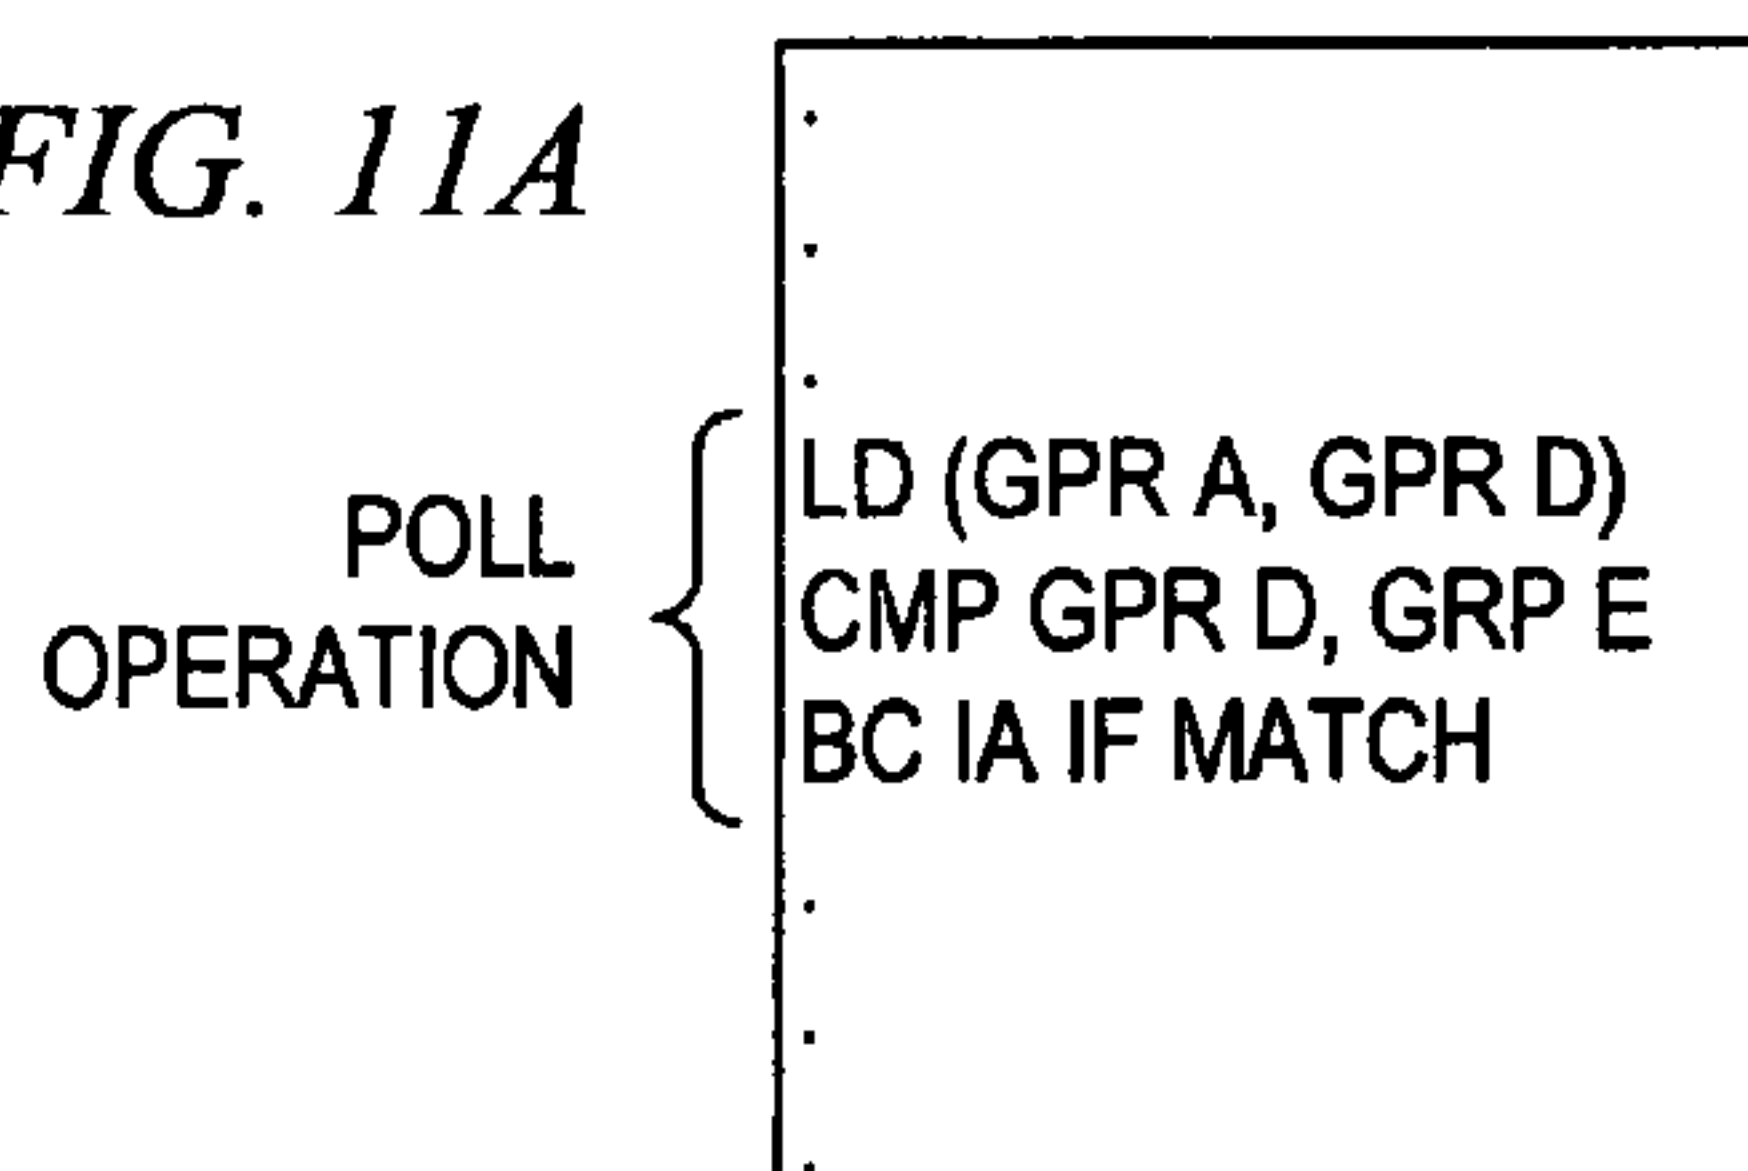 FIG. 11A
.
.
.
LD (GPR A, GPR D)
CMP GPR D, GRP E
BC IA IF MATCH
POLL
OPERATION
.
.
.